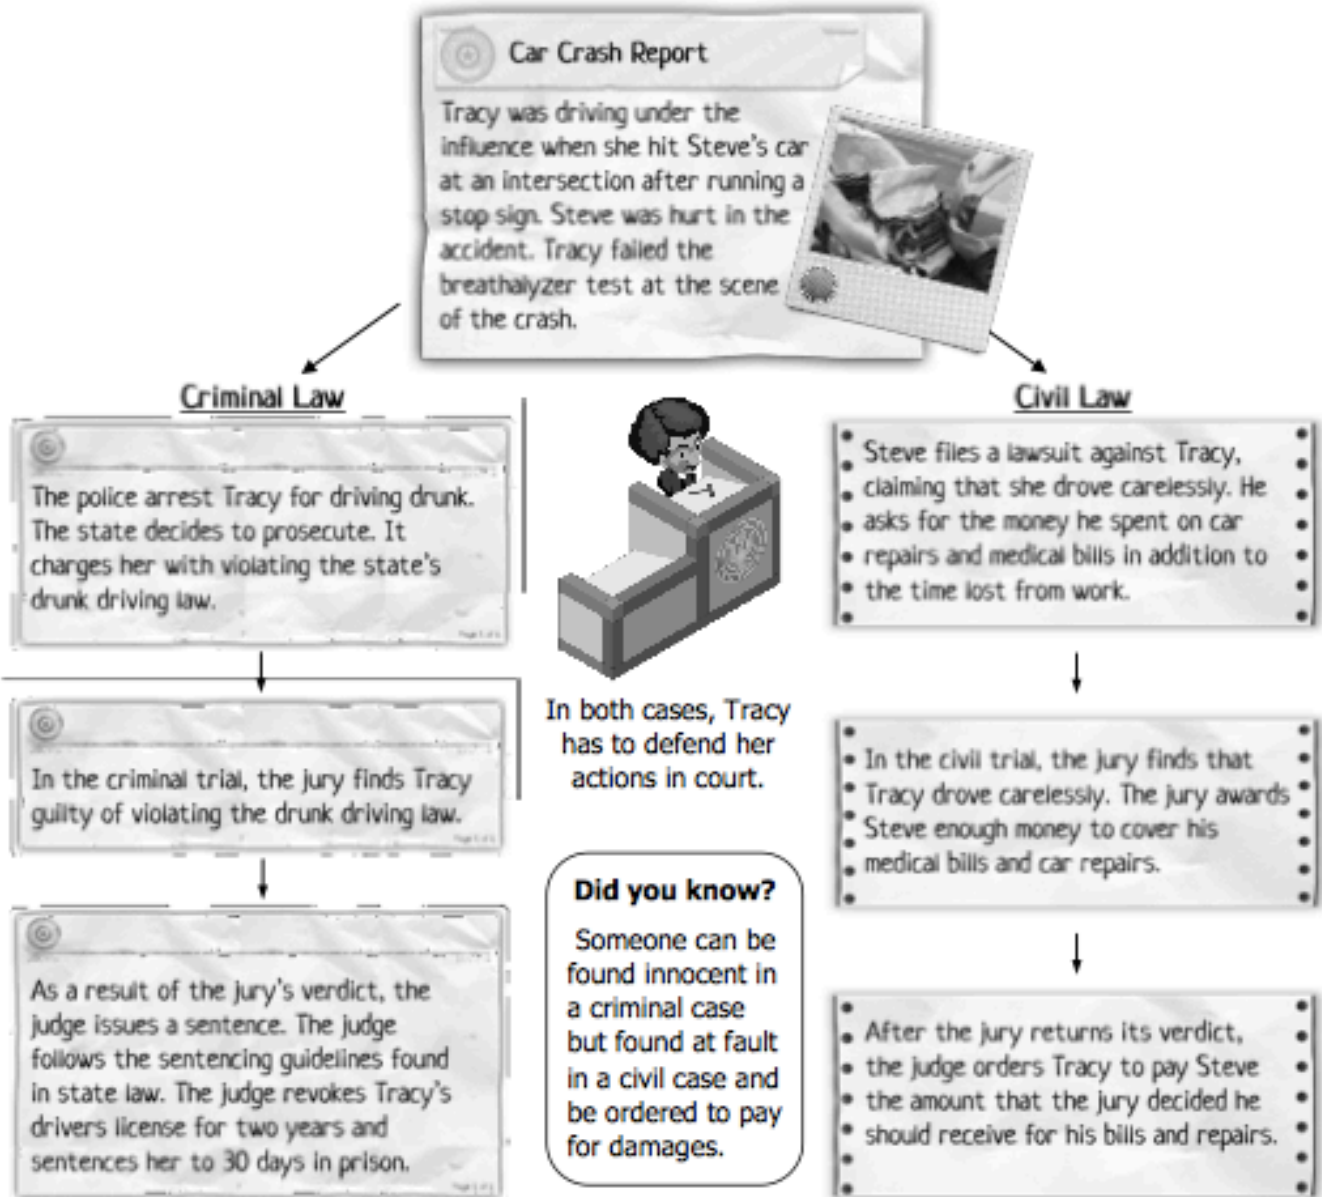 Car Crash Report
Tracy was driving under the
influence when she hit Steve's car
at an intersection after running a
stop sign. Steve was hurt in the
accident. Tracy failed the
breathalyzer test at the scene
of the crash.
Criminal Law
The police arrest Tracy for driving drunk.
The state decides to prosecute. It
charges her with violating the state's
drunk driving law.
In the criminal trial, the jury finds Tracy
guilty of violating the drunk driving law.
As a result of the jury's verdict, the
judge issues a sentence. The judge
follows the sentencing guidelines found
in state law. The judge revokes Tracy's
drivers license for two years and
sentences her to 30 days in prison.
In both cases, Tracy
has to defend her
actions in court.
Did you know?
Someone can be
found innocent in
a criminal case
but found at fault
in a civil case and
be ordered to pay
for damages.
Civil Law
Steve files a lawsuit against Tracy,
claiming that she drove carelessly. He
asks for the money he spent on car
repairs and medical bills in addition to
the time lost from work.
In the civil trial, the jury finds that
Tracy drove carelessly. The jury awards
Steve enough money to cover his
medical bills and car repairs.
After the jury returns its verdict,
the judge orders Tracy to pay Steve
the amount that the jury decided he
should receive for his bills and repairs.